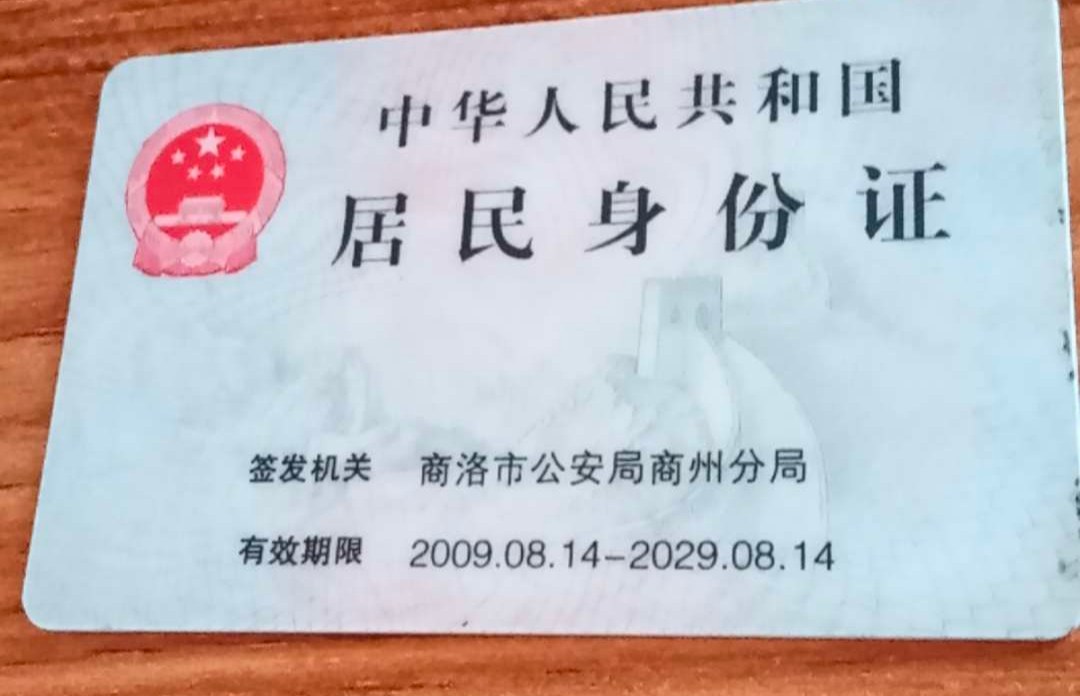 中华人民共和国
居民身份证
签发机关 商洛市公安局商州分局
有效期限 2009.08.14-2029.08.14